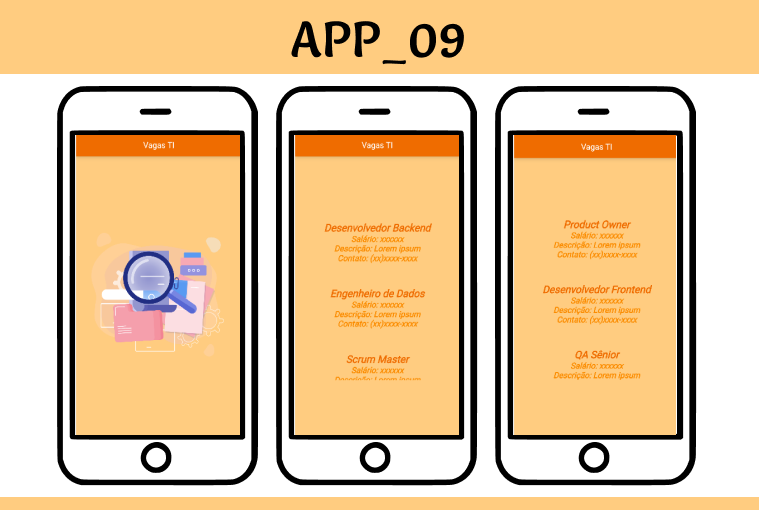 APP_09
Vagas TI
Vagas TI
Desenvolvedor Backend
Salário: xxxxxx
Descrição: Lorem ipsum
Contato: (xx)xxxx-xxxx
Engenheiro de Dados
Salário: xxxxxx
Descrição: Lorem ipsum
Contato: (xx)xxxx-xxxx
Scrum Master
Salário: xxxxxx
Descrição: Lorem ipsum
Vagas TI
Product Owner
Salário: xxxxxx
Descrição: Lorem ipsum
Contato: (xx)xxxx-xxxx
Desenvolvedor Frontend
Salário: xxxxxx
Descrição: Lorem ipsum
Contato: (xx)xxxx-xxxx
QA Sênior
Salário: xxxxxx
Descrição: Lorem ipsum